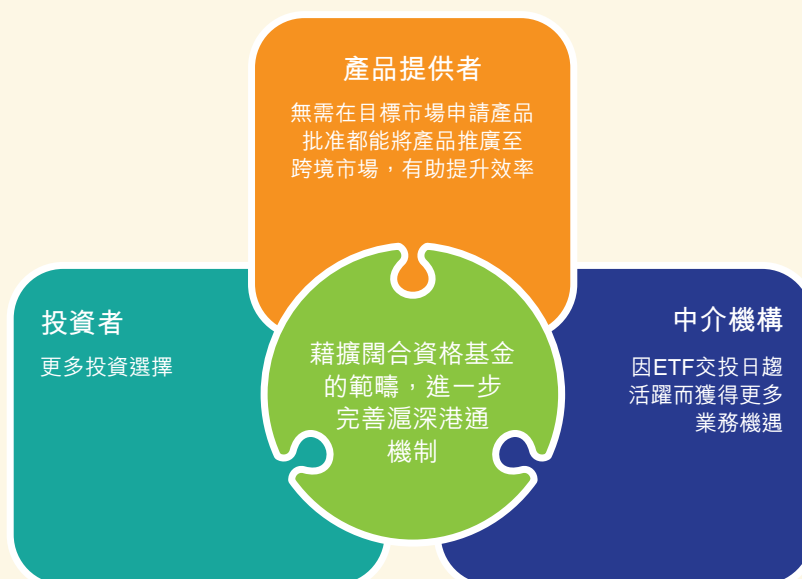 產品提供者
無需在目標市場申請產品
批准都能將產品推廣至
跨境市場，有助提升效率
投資者
更多投資選擇
藉擴闊合資格基金
的範疇，進一步
完善滬深港通
機制
中介機構
因ETF交投日趨
活躍而獲得更多
業務機遇